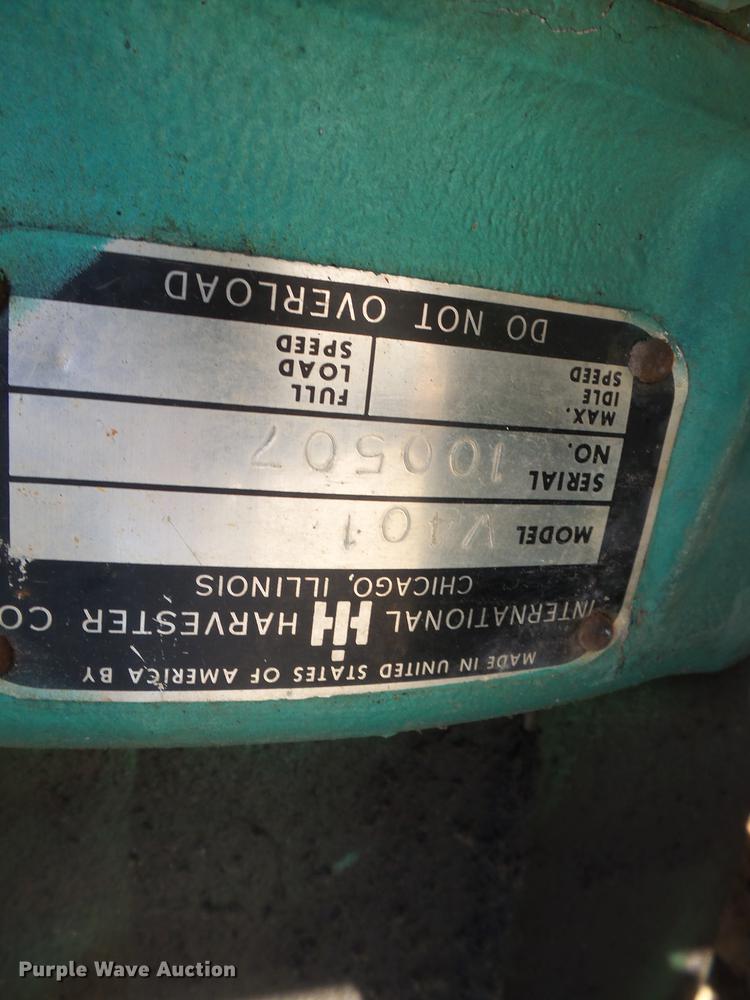 MADE IN UNITED STATES OF AMERICA BY
INTERNATIONAL IH HARVESTER CO
CHICAGO, ILLINOIS
MODEL V401
SERIAL NO. 100507
MAX. IDLE SPEED
FULL LOAD SPEED
DO NOT OVERLOAD
Purple Wave Auction